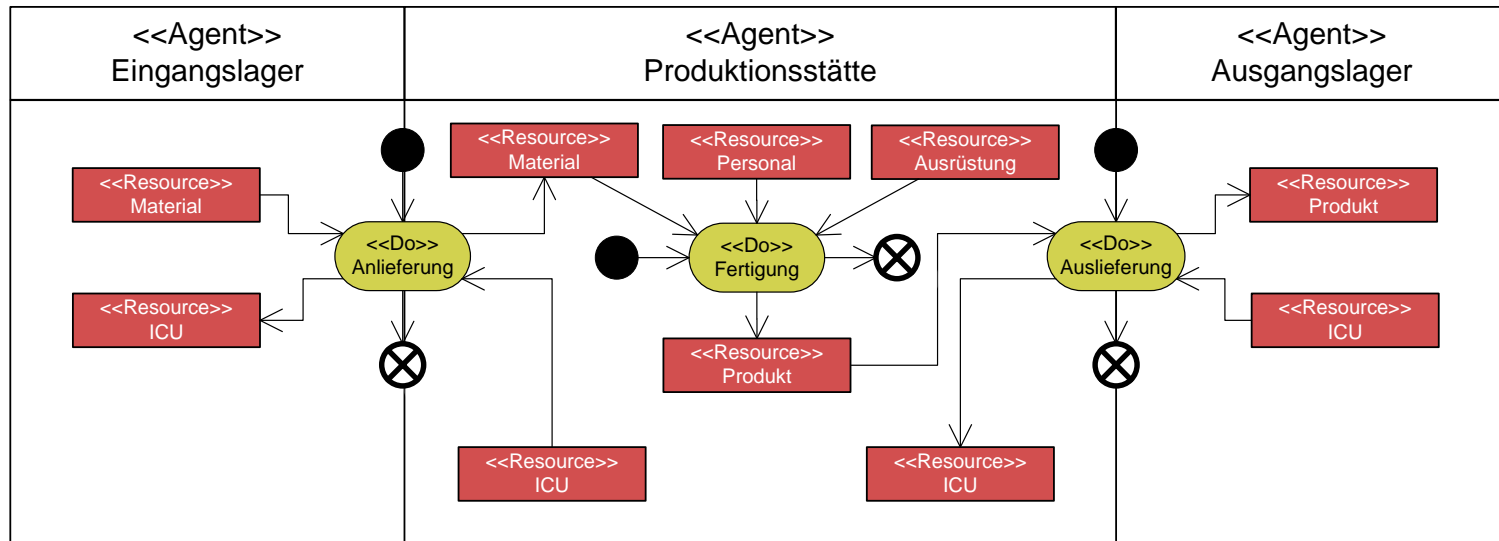 <<Agent>>
Eingangslager
<<Agent>>
Produktionsstätte
<<Agent>>
Ausgangslager
<<Resource>>
Material
<<Resource>>
Personal
<<Resource>>
Ausrüstung
<<Resource>>
Material
<<Resource>>
Produkt
<<Do>>
Anlieferung
<<Do>>
Fertigung
<<Do>>
Auslieferung
<<Resource>>
ICU
<<Resource>>
ICU
<<Resource>>
Produkt
<<Resource>>
ICU
<<Resource>>
ICU